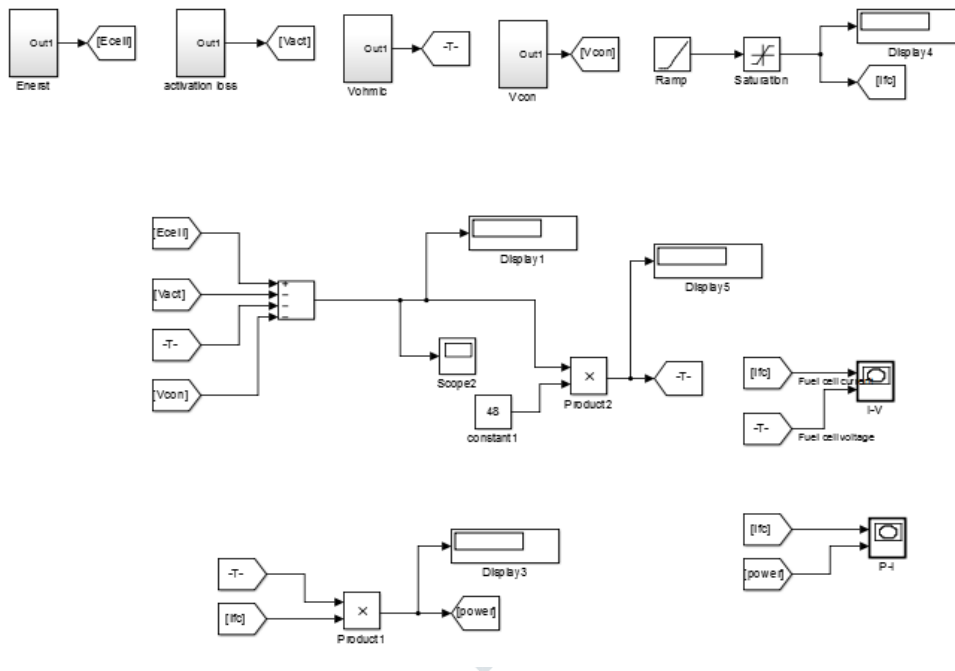 Out1
[Ecell]
Enerst
Out1
[Vact]
activation loss
Out1
-T-
Vohmic
Out1
[Vcon]
Vcon
Ramp
Saturation
Display4
[Ifc]
[Ecell]
[Vact]
-T-
[Vcon]
+
−
−
−
Display1
Scope2
48
constant1
×
Product2
Display5
-T-
[Ifc]
Fuel cell current
-T-
Fuel cell voltage
I-V
-T-
[Ifc]
×
Product1
Display3
[power]
[Ifc]
[power]
P-I